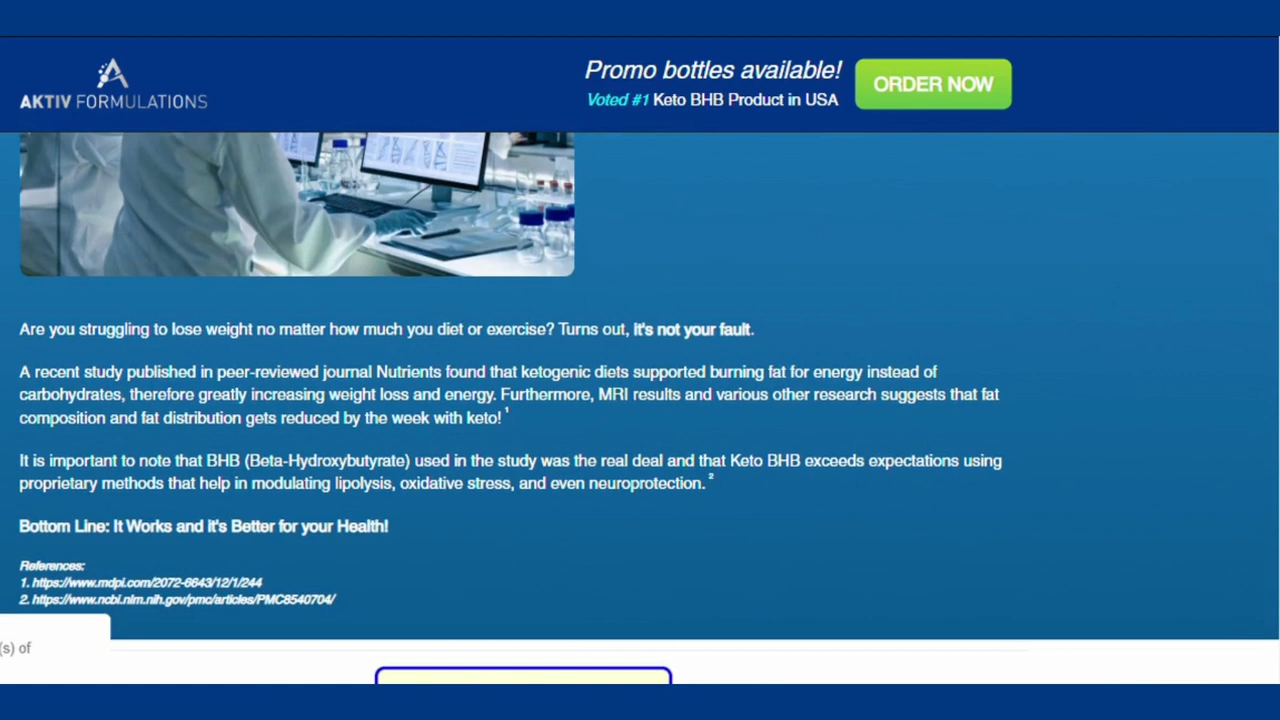 AKTIV FORMULATIONS
Promo bottles available!
Voted #1 Keto BHB Product in USA
ORDER NOW
Are you struggling to lose weight no matter how much you diet or exercise? Turns out, it's not your fault.
A recent study published in peer-reviewed journal Nutrients found that ketogenic diets supported burning fat for energy instead of
carbohydrates, therefore greatly increasing weight loss and energy. Furthermore, MRI results and various other research suggests that fat
composition and fat distribution gets reduced by the week with keto! ¹
It is important to note that BHB (Beta-Hydroxybutyrate) used in the study was the real deal and that Keto BHB exceeds expectations using
proprietary methods that help in modulating lipolysis, oxidative stress, and even neuroprotection. ²
Bottom Line: It Works and it's Better for your Health!
References:
1. https://www.mdpi.com/2072-6643/12/1/244
2. https://www.ncbi.nlm.nih.gov/pmc/articles/PMC8540704/
(s) of